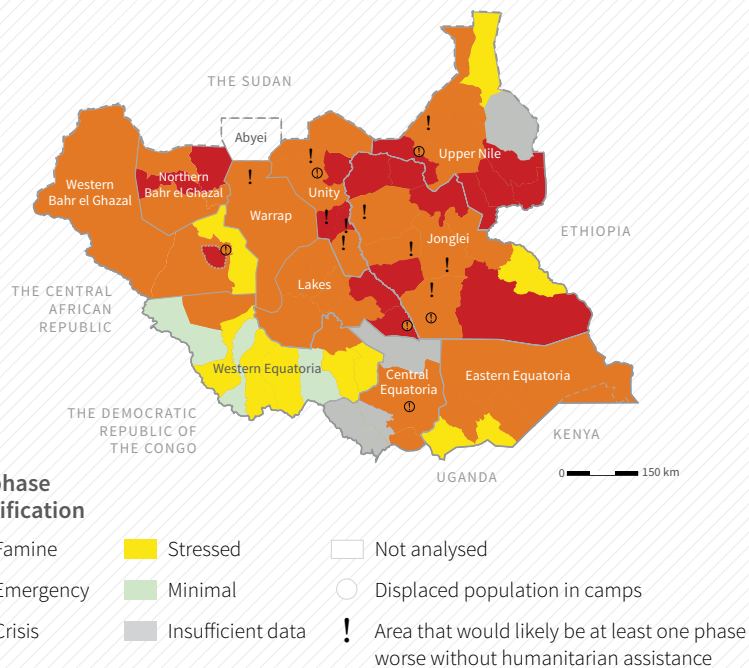 THE SUDAN
Abyei
Upper Nile
Northern
Bahr el Ghazal
Western
Bahr el Ghazal
Unity
Warrap
Jonglei
ETHIOPIA
Lakes
THE CENTRAL
AFRICAN
REPUBLIC
Western Equatoria
Central
Equatoria
Eastern Equatoria
THE DEMOCRATIC
REPUBLIC OF
THE CONGO
KENYA
UGANDA
0 150 km
phase
ification
Famine
Stressed
Not analysed
Emergency
Minimal
Displaced population in camps
Crisis
Insufficient data
! Area that would likely be at least one phase
worse without humanitarian assistance